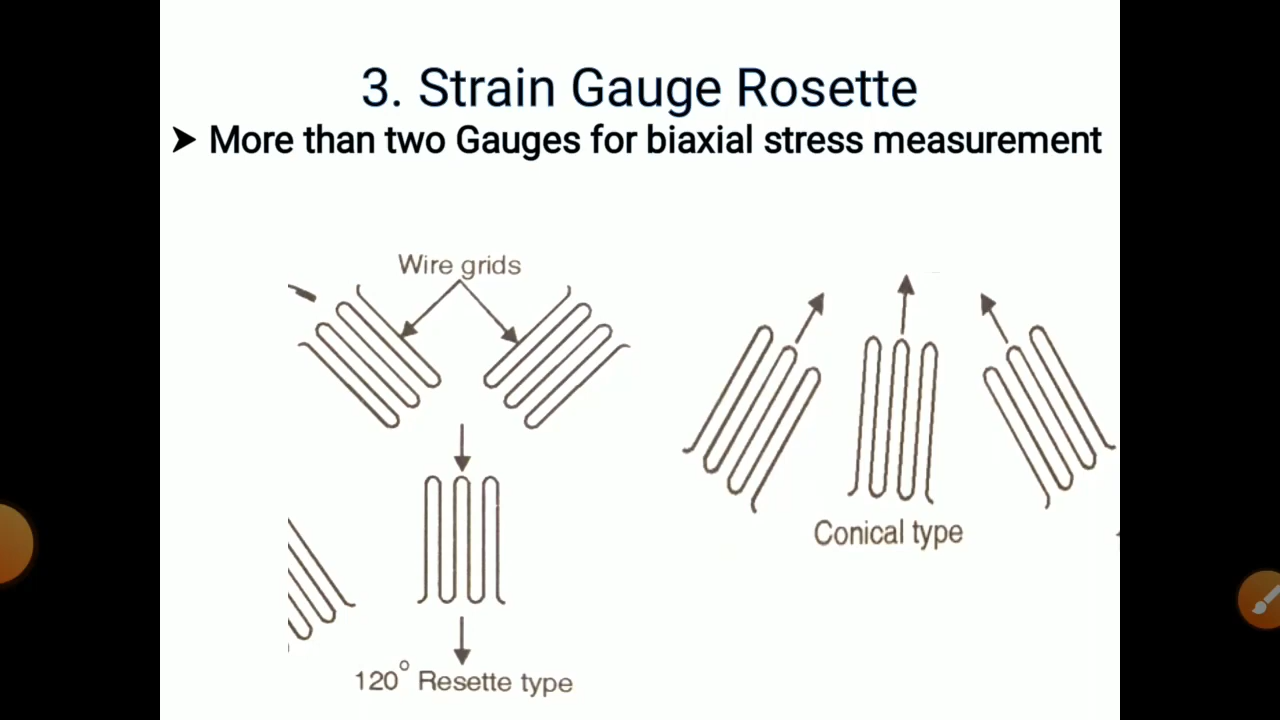 3. Strain Gauge Rosette
➤ More than two Gauges for biaxial stress measurement
Wire grids
Conical type
120° Resette type